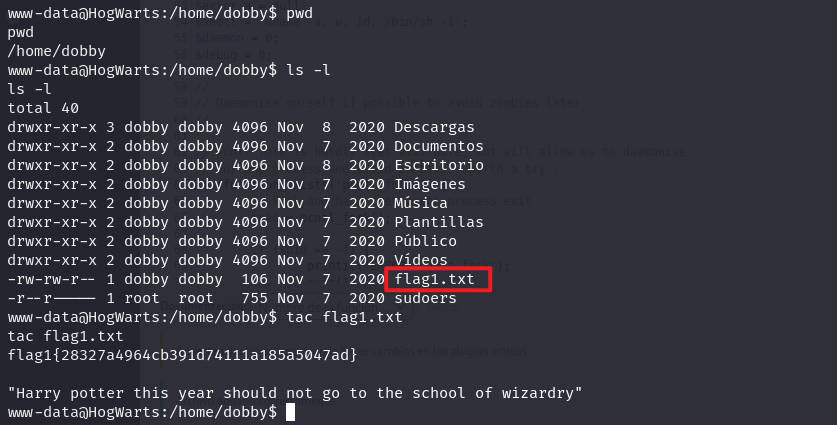 www-data@HogWarts:/home/dobby$ pwd
pwd
/home/dobby
www-data@HogWarts:/home/dobby$ ls -l
ls -l
total 40
drwxr-xr-x 3 dobby dobby 4096 Nov  8  2020 Descargas
drwxr-xr-x 2 dobby dobby 4096 Nov  7  2020 Documentos
drwxr-xr-x 2 dobby dobby 4096 Nov  8  2020 Escritorio
drwxr-xr-x 2 dobby dobby 4096 Nov  7  2020 Imágenes
drwxr-xr-x 2 dobby dobby 4096 Nov  7  2020 Música
drwxr-xr-x 2 dobby dobby 4096 Nov  7  2020 Plantillas
drwxr-xr-x 2 dobby dobby 4096 Nov  7  2020 Público
drwxr-xr-x 2 dobby dobby 4096 Nov  7  2020 Vídeos
-rw-rw-r-- 1 dobby dobby  106 Nov  7  2020 flag1.txt
-r--r----- 1 root  root   755 Nov  7  2020 sudoers
www-data@HogWarts:/home/dobby$ tac flag1.txt
tac flag1.txt
flag1{28327a4964cb391d74111a185a5047ad}

"Harry potter this year should not go to the school of wizardry"
www-data@HogWarts:/home/dobby$